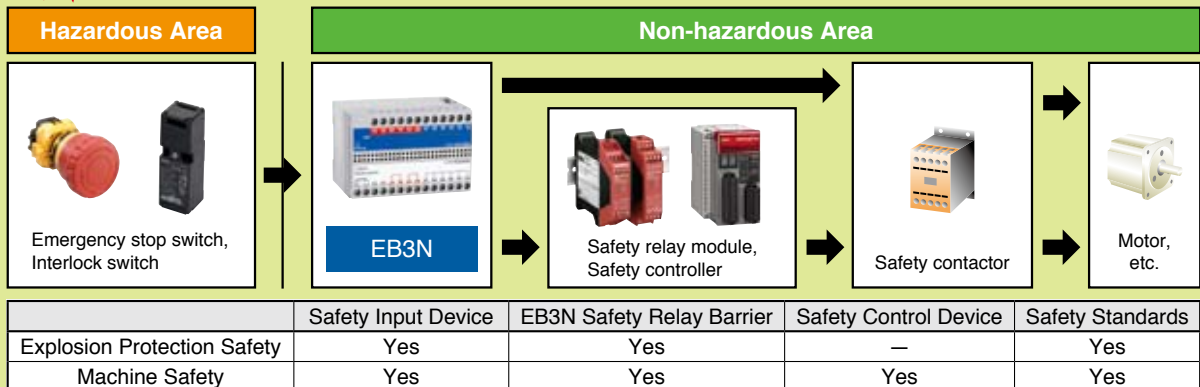 Hazardous Area
Non-hazardous Area
Emergency stop switch,
Interlock switch
EB3N
Safety relay module,
Safety controller
Safety contactor
Motor,
etc.
Safety Input Device EB3N Safety Relay Barrier Safety Control Device Safety Standards
Explosion Protection Safety Yes Yes — Yes
Machine Safety Yes Yes Yes Yes